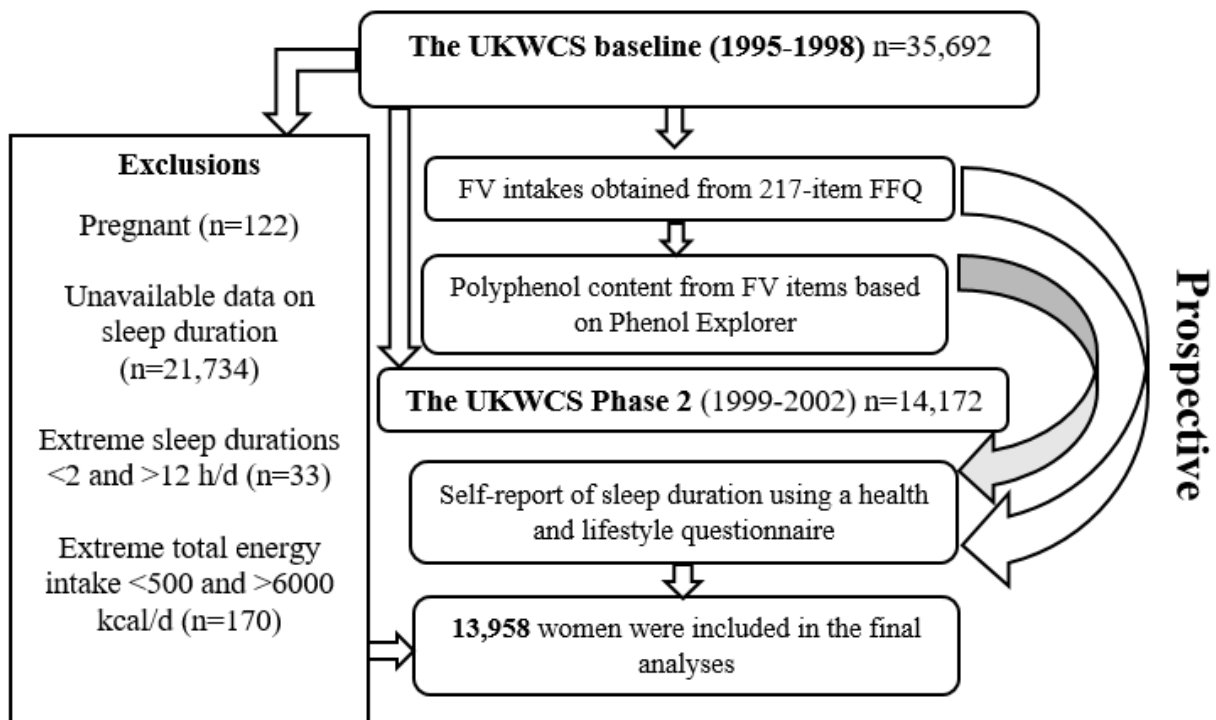 The UKWCS baseline (1995-1998) n=35,692
Exclusions
Pregnant (n=122)
Unavailable data on
sleep duration
(n=21,734)
Extreme sleep durations
<2 and >12 h/d (n=33)
Extreme total energy
intake <500 and >6000
kcal/d (n=170)
FV intakes obtained from 217-item FFQ
Polyphenol content from FV items based
on Phenol Explorer
The UKWCS Phase 2 (1999-2002) n=14,172
Self-report of sleep duration using a health
and lifestyle questionnaire
13,958 women were included in the final
analyses
Prospective